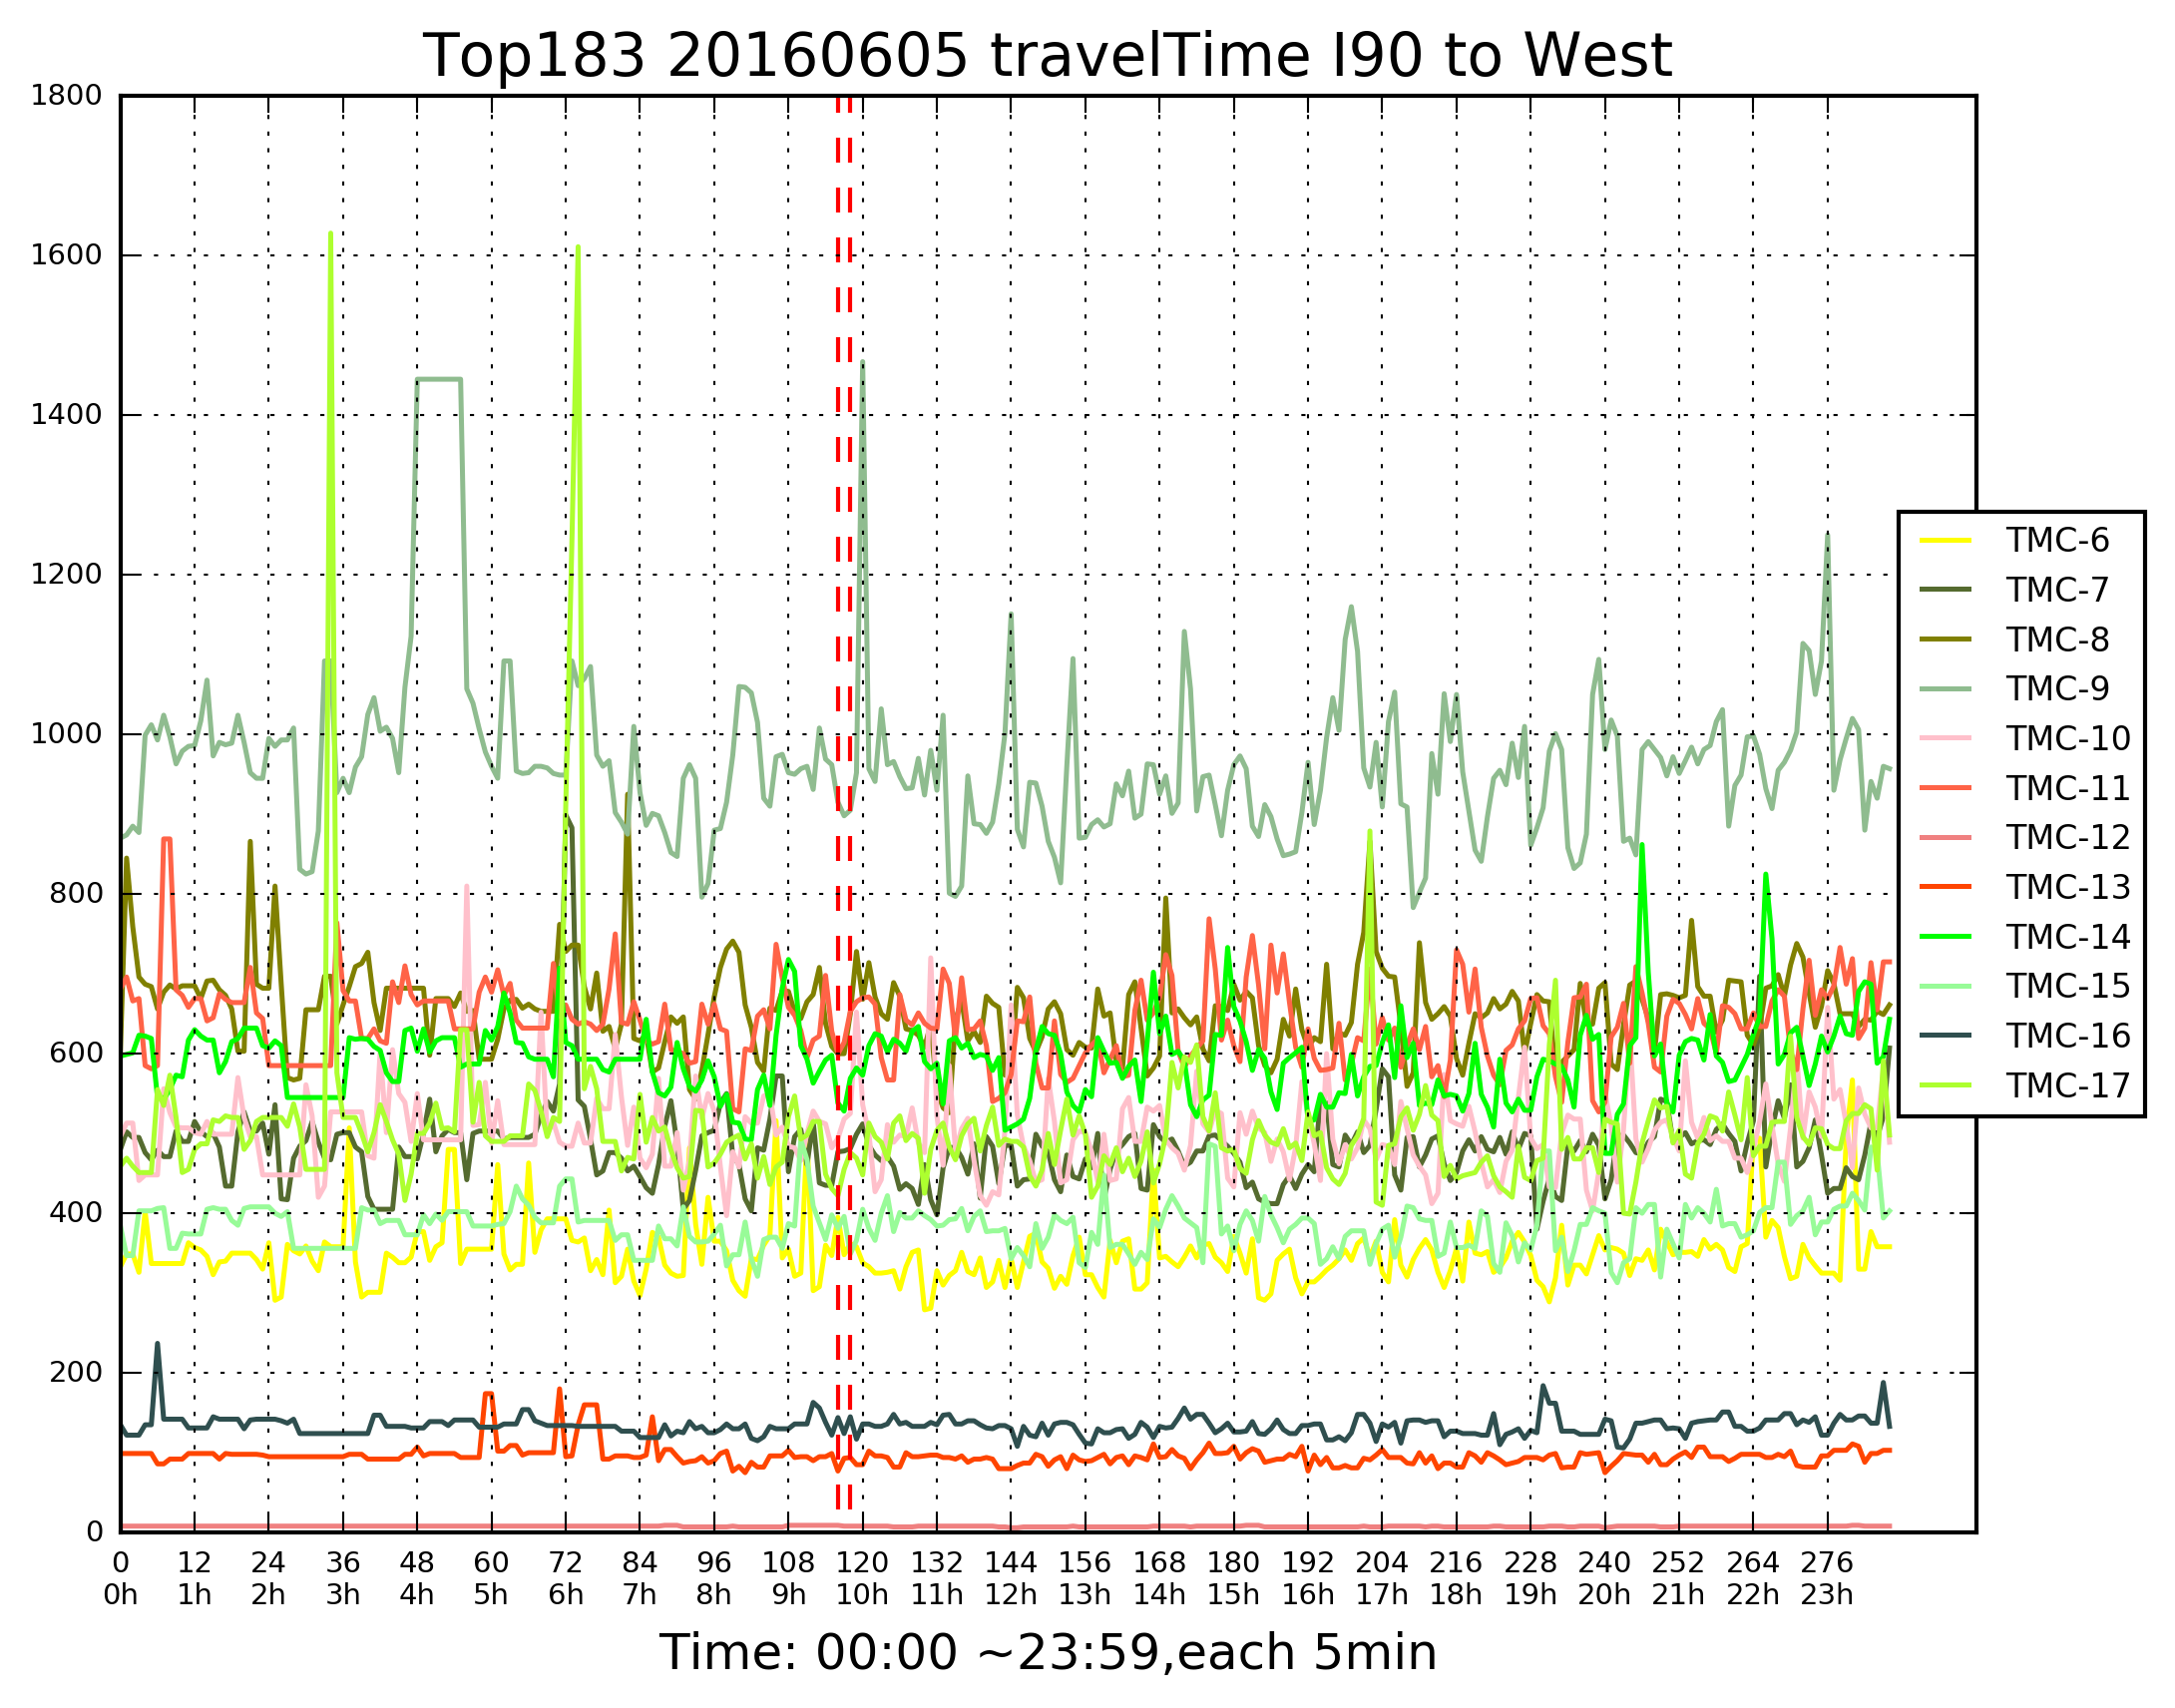 Top183 20160605 travelTime I90 to West
1800
1600
1400
1200
1000
800
600
400
200
0
TMC-6
TMC-7
TMC-8
TMC-9
TMC-10
TMC-11
TMC-12
TMC-13
TMC-14
TMC-15
TMC-16
TMC-17
0 12 24 36 48 60 72 84 96 108 120 132 144 156 168 180 192 204 216 228 240 252 264 276
0h 1h 2h 3h 4h 5h 6h 7h 8h 9h 10h 11h 12h 13h 14h 15h 16h 17h 18h 19h 20h 21h 22h 23h
Time: 00:00 ~23:59,each 5min